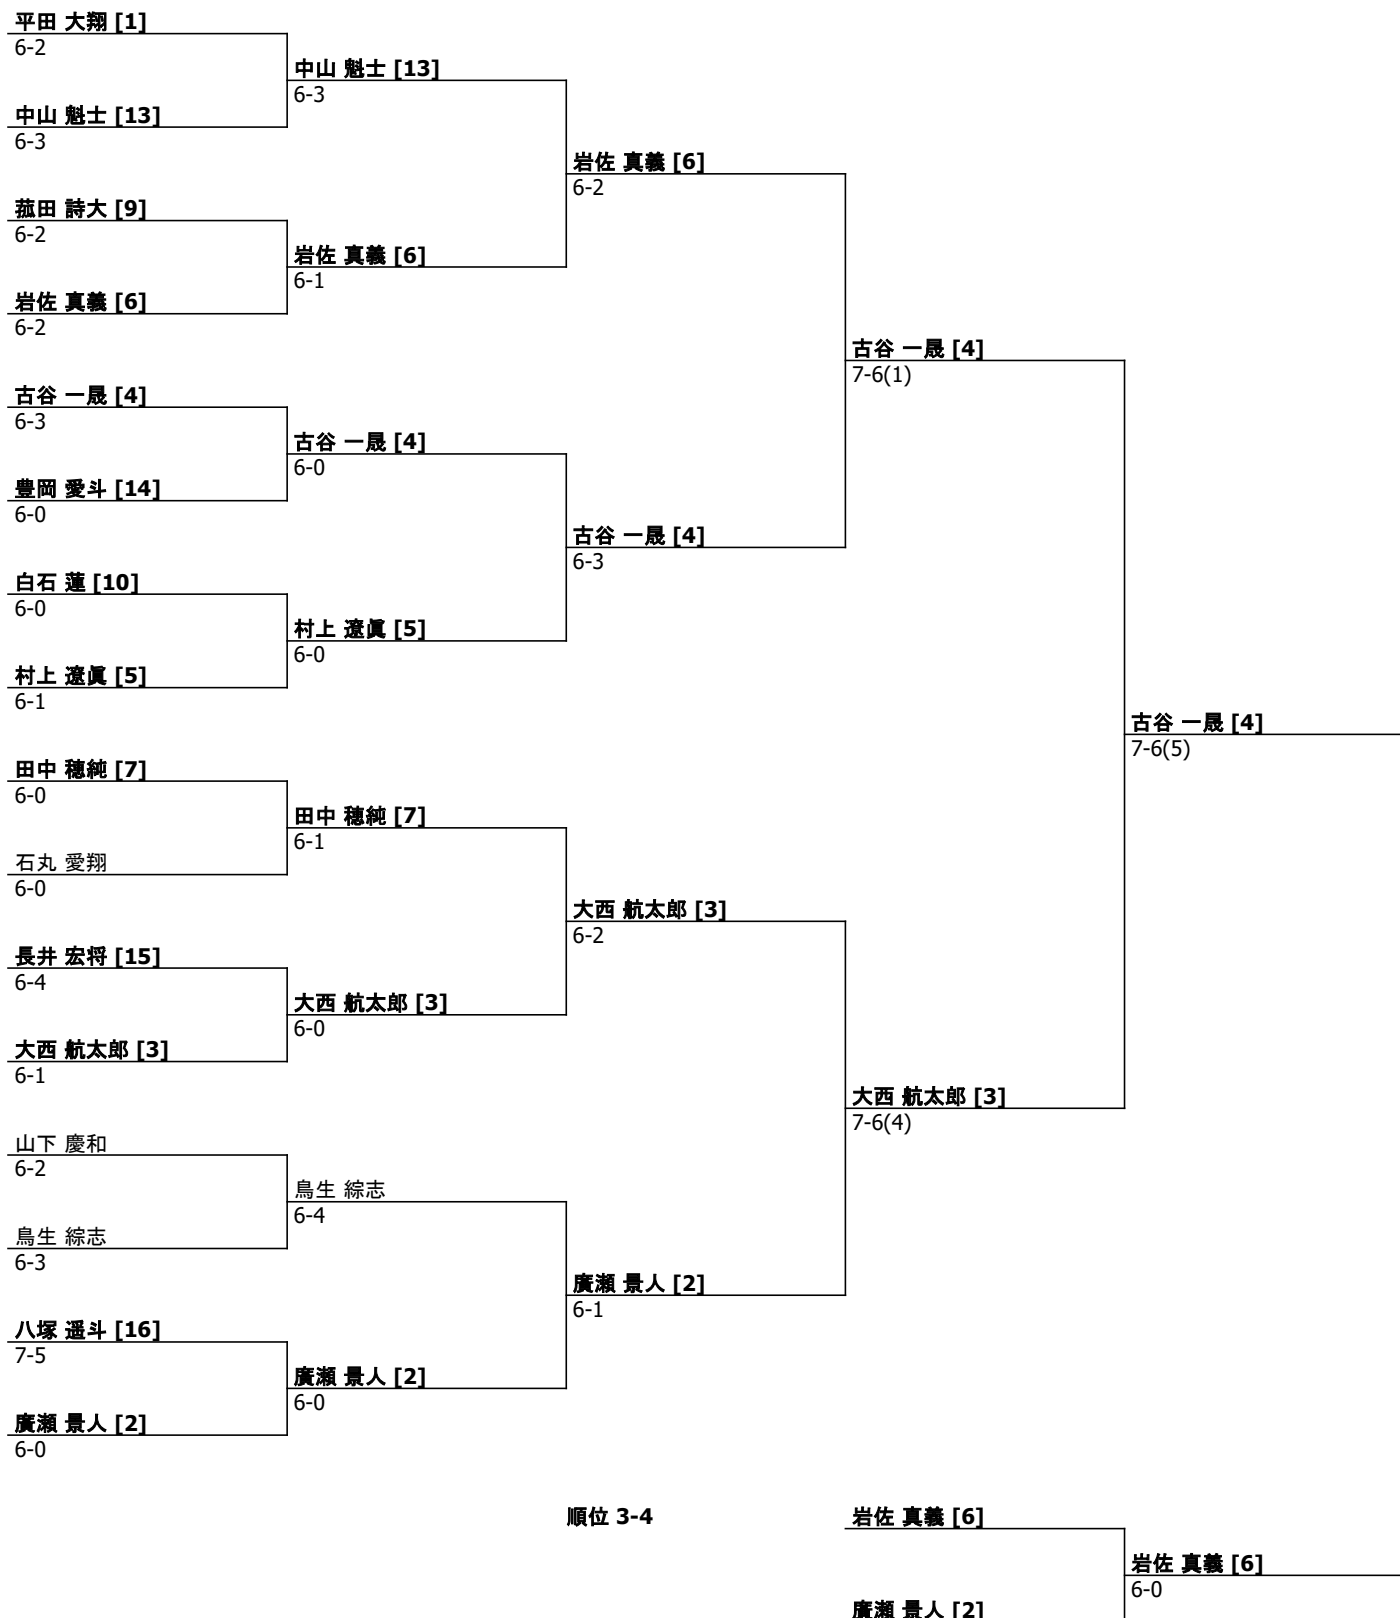 平田 大翔 [1]
6-2
中山 魁士 [13]
6-3
中山 魁士 [13]
6-3
岩佐 真義 [6]
6-2
菰田 詩大 [9]
6-2
岩佐 真義 [6]
6-1
岩佐 真義 [6]
6-2
古谷 一晟 [4]
7-6(1)
古谷 一晟 [4]
6-3
古谷 一晟 [4]
6-0
豊岡 愛斗 [14]
6-0
古谷 一晟 [4]
6-3
白石 蓮 [10]
6-0
村上 遼眞 [5]
6-0
村上 遼眞 [5]
6-1
古谷 一晟 [4]
7-6(5)
田中 穂純 [7]
6-0
田中 穂純 [7]
6-1
石丸 愛翔
6-0
大西 航太郎 [3]
6-2
長井 宏将 [15]
6-4
大西 航太郎 [3]
6-0
大西 航太郎 [3]
6-1
大西 航太郎 [3]
7-6(4)
山下 慶和
6-2
鳥生 綜志
6-4
鳥生 綜志
6-3
廣瀬 景人 [2]
6-1
八塚 遥斗 [16]
7-5
廣瀬 景人 [2]
6-0
廣瀬 景人 [2]
6-0
順位 3-4
岩佐 真義 [6]
岩佐 真義 [6]
6-0
廣瀬 景人 [2]